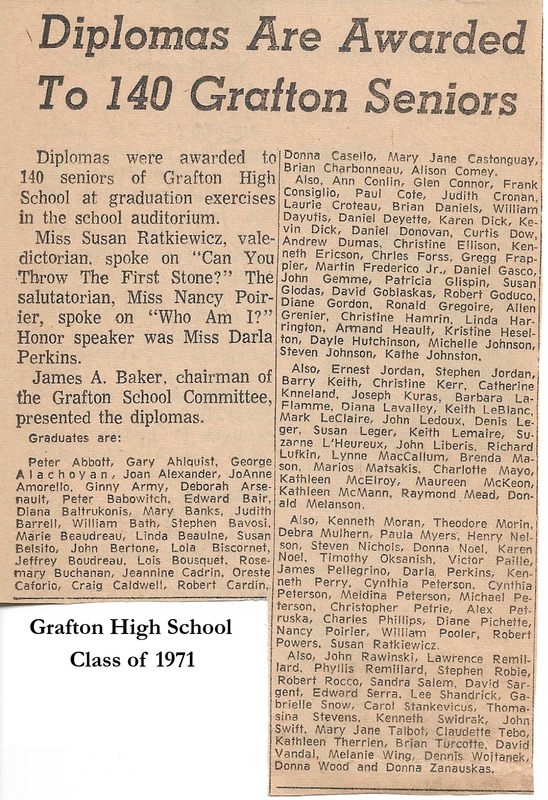 Diplomas Are Awarded
To 140 Grafton Seniors
Diplomas were awarded to
140 seniors of Grafton High
School at graduation exercises
in the school auditorium.
Miss Susan Ratkiewicz, vale-
dictorian, spoke on “Can You
Throw The First Stone?” The
salutatorian, Miss Nancy Poir-
ier, spoke on “Who Am I?”
Honor speaker was Miss Darla
Perkins.
James A. Baker, chairman of
the Grafton School Committee,
presented the diplomas.
Graduates are:
Peter Abbott, Gary Ahlquist, George
Alachoyan, Joan Alexander, JoAnne
Amorello, Ginny Army, Deborah Arse-
nault, Peter Babowitch, Edward Bair,
Diana Baltrukonis, Mary Banks, Judith
Barrell, William Bath, Stephen Bavosi,
Marie Beaudreau, Linda Beaulne, Susan
Belsito, John Bertone, Lola Biscornet,
Jeffrey Boudreau, Lois Bousquet, Rose-
mary Buchanan, Jeannine Cadrin, Oreste
Caforio, Craig Caldwell, Robert Cardin,
Donna Casello, Mary Jane Castonguay,
Brian Charbonneau, Alison Comey.
Also, Ann Conlin, Glen Connor, Frank
Consiglio, Paul Cote, Judith Cronan,
Laurie Croteau, Brian Daniels, William
Dayutis, Daniel Deyette, Karen Dick, Ke-
vin Dick, Daniel Donovan, Curtis Dow,
Andrew Dumas, Christine Ellison, Ken-
neth Ericson, Chrles Forss, Gregg Frap-
pier, Martin Frederico Jr., Daniel Gasco,
John Gemme, Patricia Glispin, Susan
Glodas, David Goblaskas, Robert Goduco,
Diane Gordon, Ronald Gregoire, Allen
Grenier, Christine Hamrin, Linda Har-
rington, Armand Heault, Kristine Hesel-
ton, Dayle Hutchinson, Michelle Johnson,
Steven Johnson, Kathe Johnston.
Also, Ernest Jordan, Stephen Jordan,
Barry Keith, Christine Kerr, Catherine
Knneland, Joseph Kuras, Barbara La-
Flamme, Diana Lavalley, Keith LeBlanc,
Mark LeClaire, John Ledoux, Denis Le-
ger, Susan Leger, Keith Lemaire, Su-
zanne L'Heureux, John Liberis, Richard
Lufkin, Lynne MacCallum, Brenda Ma-
son, Marios Matsakis, Charlotte Mayo,
Kathleen McElroy, Maureen McKeon,
Kathleen McMann, Raymond Mead, Don-
ald Melanson.
Also, Kenneth Moran, Theodore Morin,
Debra Mulhern, Paula Myers, Henry Nel-
son, Steven Nichols, Donna Noel, Karen
Noel, Timothy Oksanish, Victor Paille,
James Pellegrino, Darla Perkins, Ken-
neth Perry, Cynthia Peterson, Cynthia
Peterson, Meldina Peterson, Michael Pe-
terson, Christopher Petrie, Alex Pet-
ruska, Charles Phillips, Diane Pichette,
Nancy Poirier, William Pooler, Robert
Powers, Susan Ratkiewicz.
Also, John Rawinski, Lawrence Remil-
lard, Phyllis Remillard, Stephen Robie,
Robert Rocco, Sandra Salem, David Sar-
gent, Edward Serra, Lee Shandrick, Ga-
brielle Snow, Carol Stankevicus, Thoma-
sina Stevens, Kenneth Swidrak, John
Swift, Mary Jane Talbot, Claudette Tebo,
Kathleen Therrien, Brian Turcotte, David
Vandal, Melanie Wing, Dennis Wojtanek,
Donna Wood and Donna Zanauskas.
Grafton High School
Class of 1971